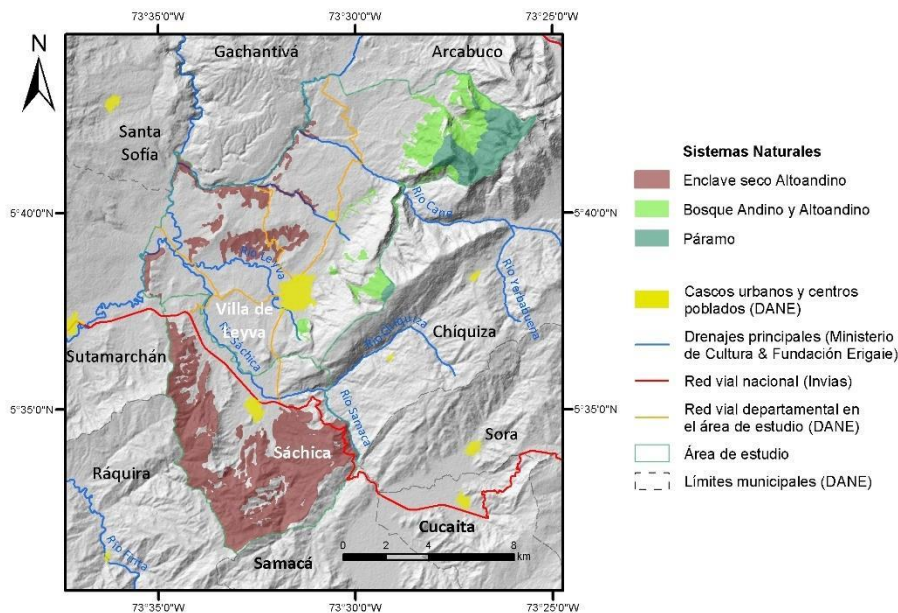 73°35'0"W
73°30'0"W
73°25'0"W
N
Gachantivá
Arcabuco
Santa
Sofía
5°40'0"N
5°40'0"N
Río Cane
Río Leyva
Río Yerbabuena
Villa de
Leyva
Chíquiza
R. Sáchica
Sutamarchán
5°35'0"N
5°35'0"N
Río Samacá
Sora
Sáchica
Ráquira
Cucaita
Samacá
0 2 4 8
km
73°35'0"W
73°30'0"W
73°25'0"W
Sistemas Naturales
Enclave seco Altoandino
Bosque Andino y Altoandino
Páramo
Cascos urbanos y centros
poblados (DANE)
Drenajes principales (Ministerio
de Cultura & Fundación Erigaie)
Red vial nacional (Invias)
Red vial departamental en
el área de estudio (DANE)
Área de estudio
Límites municipales (DANE)